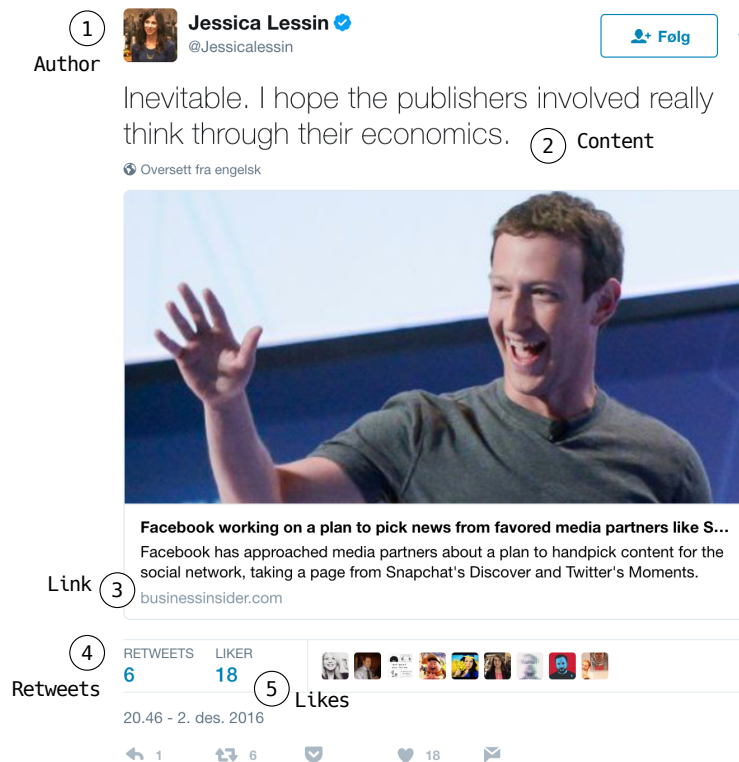 1
Author
Jessica Lessin
@Jessicalessin
Følg
Inevitable. I hope the publishers involved really
think through their economics.
2 Content
Oversett fra engelsk
Facebook working on a plan to pick news from favored media partners like S...
Facebook has approached media partners about a plan to handpick content for the
social network, taking a page from Snapchat's Discover and Twitter's Moments.
Link 3
businessinsider.com
4
Retweets
RETWEETS LIKER
6 18
5 Likes
20.46 - 2. des. 2016
1 6 18